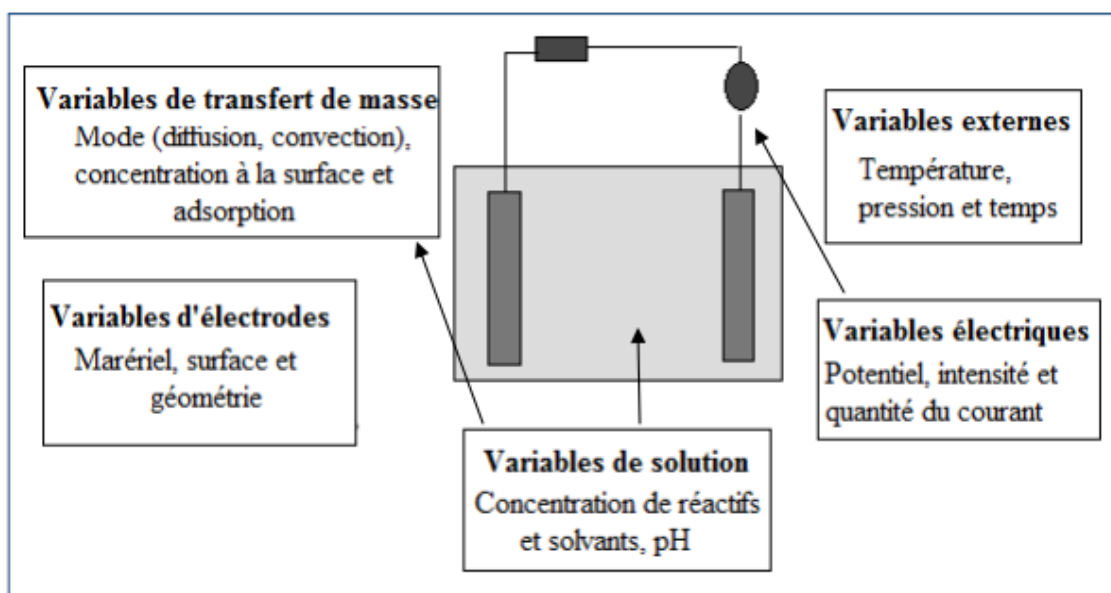 Variables de transfert de masse
Mode (diffusion, convection),
concentration à la surface et
adsorption
Variables externes
Température,
pression et temps
Variables d'électrodes
Marériel, surface et
géométrie
Variables électriques
Potentiel, intensité et
quantité du courant
Variables de solution
Concentration de réactifs
et solvants, pH